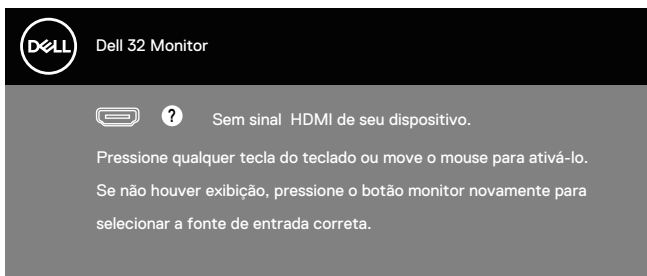 DELL Dell 32 Monitor
? Sem sinal HDMI de seu dispositivo.
Pressione qualquer tecla do teclado ou move o mouse para ativá-lo.
Se não houver exibição, pressione o botão monitor novamente para
selecionar a fonte de entrada correta.